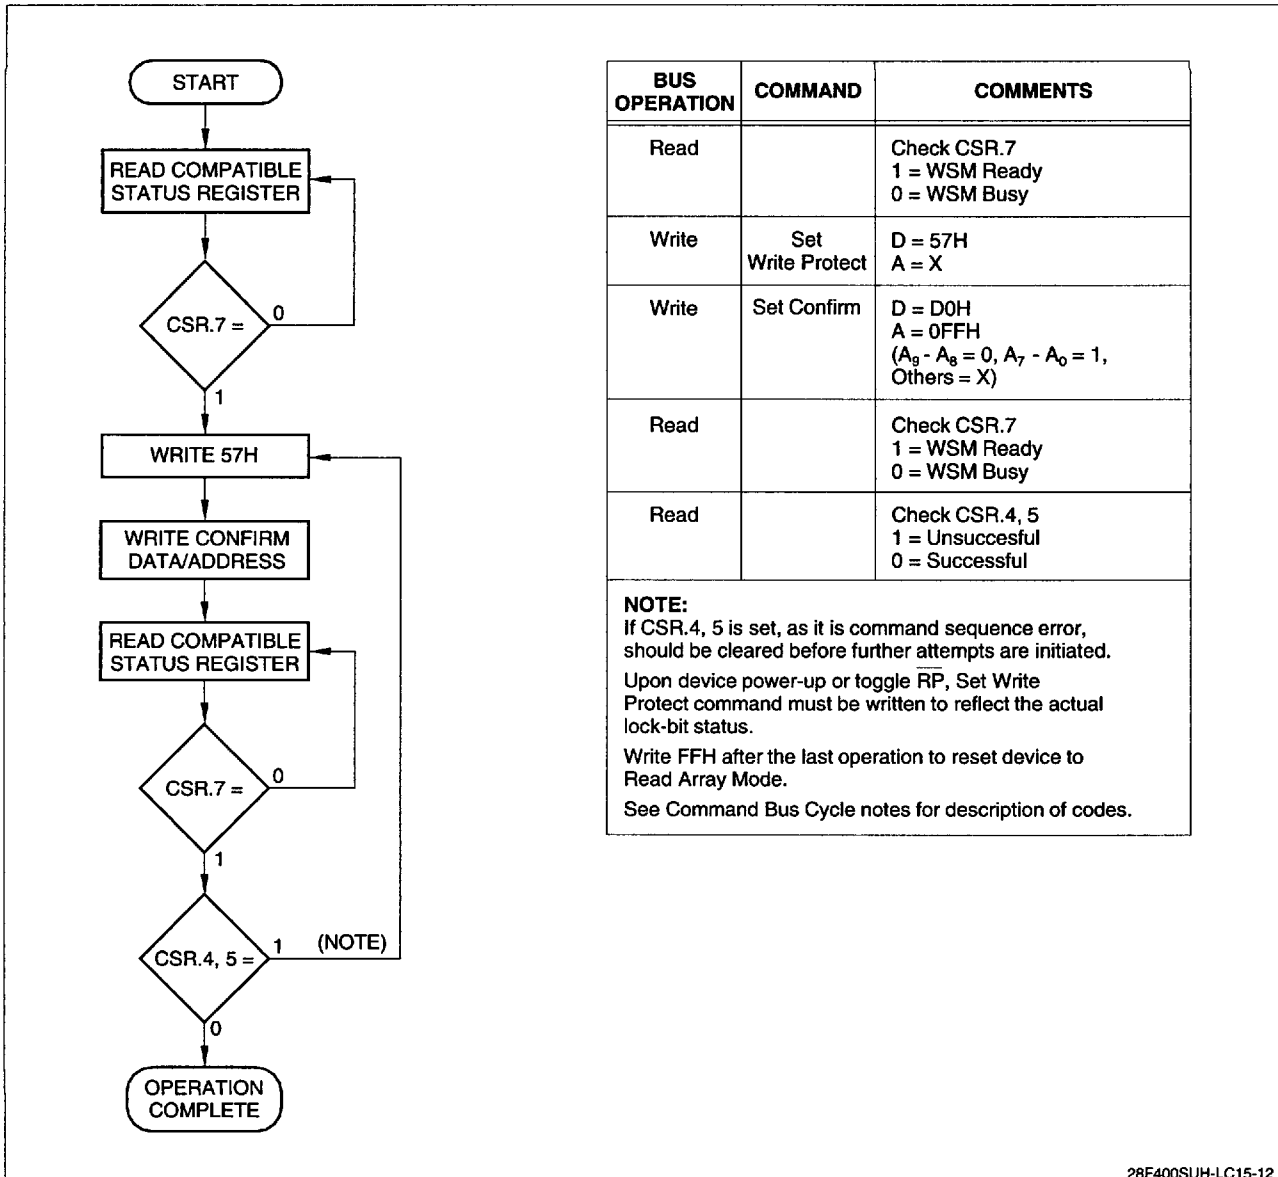 START
READ COMPATIBLE
STATUS REGISTER
CSR.7 =
0
1
WRITE 57H
WRITE CONFIRM
DATA/ADDRESS
READ COMPATIBLE
STATUS REGISTER
CSR.7 =
0
1
CSR.4, 5 =
1
(NOTE)
0
OPERATION
COMPLETE
BUS
OPERATION
COMMAND
COMMENTS
Read
Check CSR.7
1 = WSM Ready
0 = WSM Busy
Write
Set
Write Protect
D = 57H
A = X
Write
Set Confirm
D = D0H
A = 0FFH
(A9 - A8 = 0, A7 - A0 = 1,
Others = X)
Read
Check CSR.7
1 = WSM Ready
0 = WSM Busy
Read
Check CSR.4, 5
1 = Unsuccesful
0 = Successful
NOTE:
If CSR.4, 5 is set, as it is command sequence error,
should be cleared before further attempts are initiated.
Upon device power-up or toggle R̅P̅, Set Write
Protect command must be written to reflect the actual
lock-bit status.
Write FFH after the last operation to reset device to
Read Array Mode.
See Command Bus Cycle notes for description of codes.
28F400SUH-LC15-12